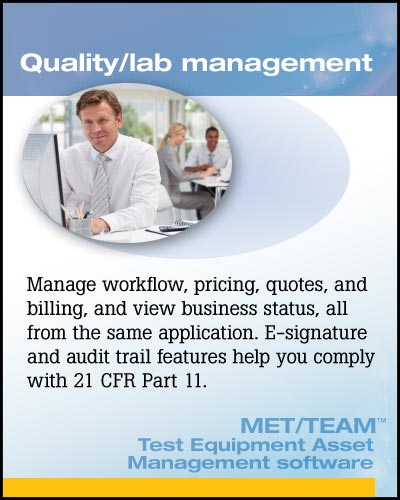 Quality/lab management
Manage workflow, pricing, quotes, and
billing, and view business status, all
from the same application. E-signature
and audit trail features help you comply
with 21 CFR Part 11.
MET/TEAM™
Test Equipment Asset
Management software